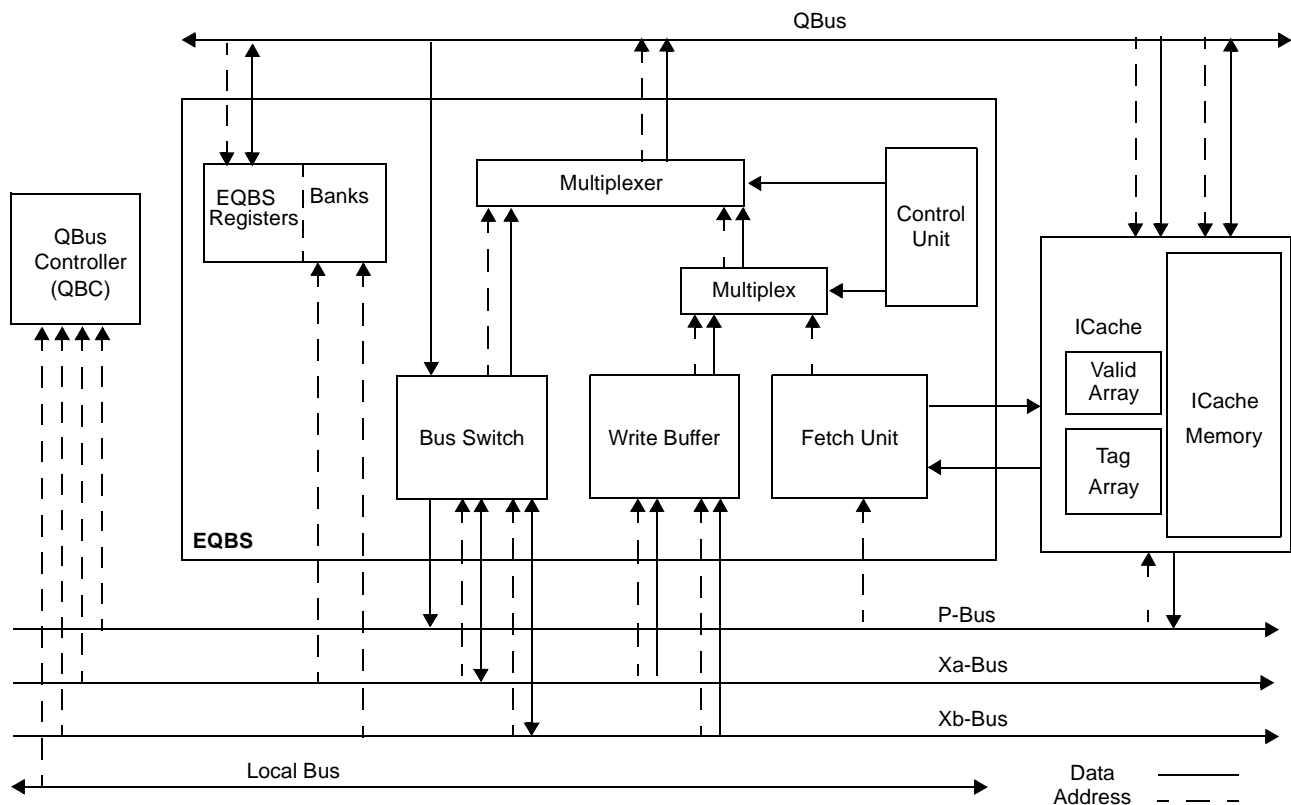 QBus
EQBS
Registers
Banks
Multiplexer
Control
Unit
QBus
Controller
(QBC)
Multiplex
ICache
Valid
Array
ICache
Memory
Bus Switch
Write Buffer
Fetch Unit
Tag
Array
EQBS
P-Bus
Xa-Bus
Xb-Bus
Local Bus
Data
Address